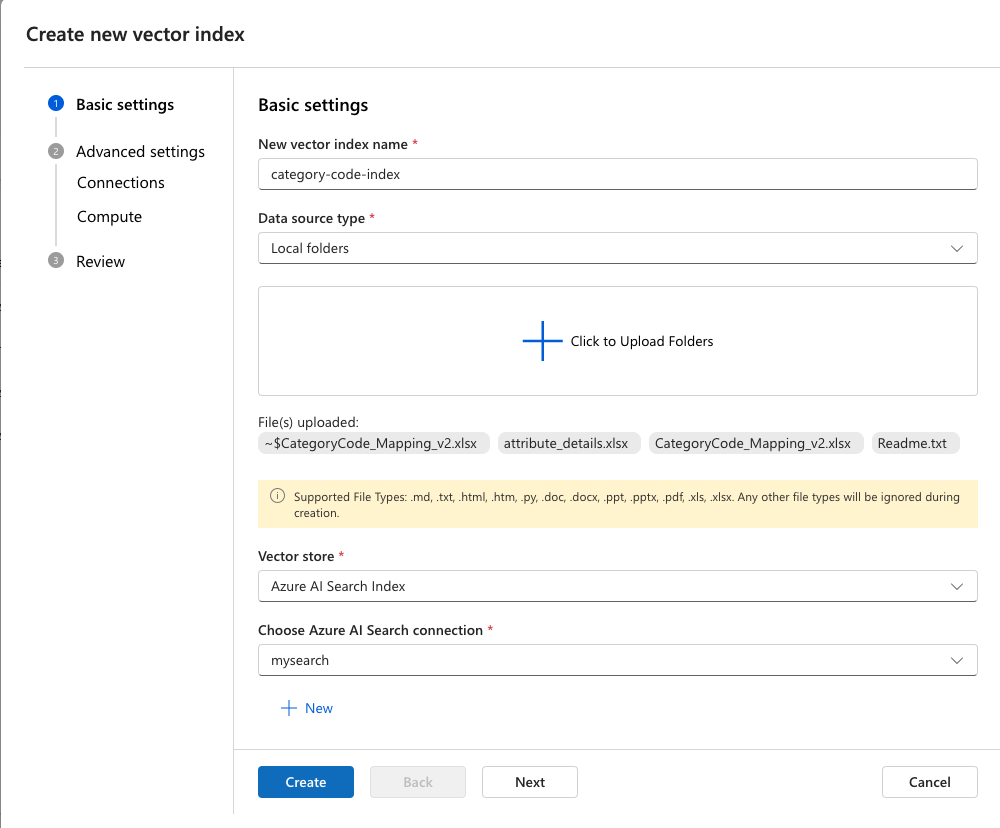 Create new vector index
1 Basic settings
2 Advanced settings
Connections
Compute
3 Review
Basic settings
New vector index name *
category-code-index
Data source type *
Local folders
Click to Upload Folders
File(s) uploaded:
~$CategoryCode_Mapping_v2.xlsx attribute_details.xlsx CategoryCode_Mapping_v2.xlsx Readme.txt
Supported File Types: .md, .txt, .html, .htm, .py, .doc, .docx, .ppt, .pptx, .pdf, .xls, .xlsx. Any other file types will be ignored during
creation.
Vector store *
Azure AI Search Index
Choose Azure AI Search connection *
mysearch
New
Create Back Next Cancel